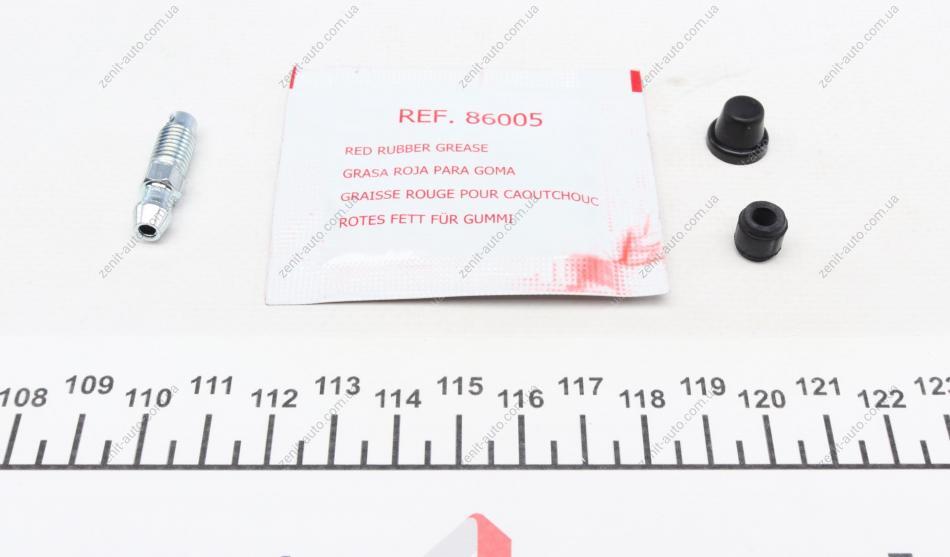 REF. 86005
RED RUBBER GREASE
GRASA ROJA PARA GOMA
GRAISSE ROUGE POUR CAOUTCHOUC
ROTES FETT FÜR GUMMI
108 109 110 111 112 113 114 115 116 117 118 119 120 121 122
zenit-auto.com.ua